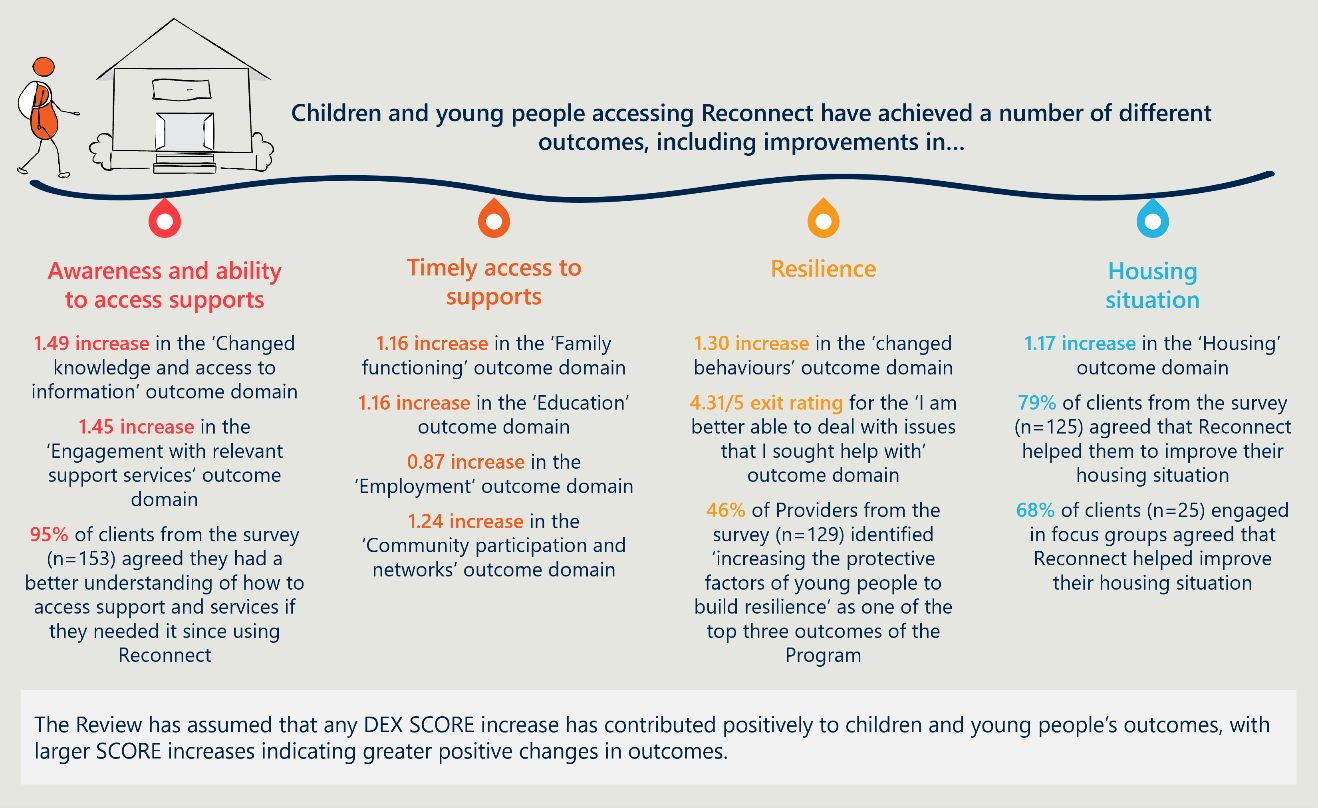 Children and young people accessing Reconnect have achieved a number of different
outcomes, including improvements in...
Awareness and ability
to access supports
1.49 increase in the ‘Changed
knowledge and access to
information’ outcome domain
1.45 increase in the
‘Engagement with relevant
support services’ outcome
domain
95% of clients from the survey
(n=153) agreed they had a
better understanding of how to
access support and services if
they needed it since using
Reconnect
Timely access to
supports
1.16 increase in the ‘Family
functioning’ outcome domain
1.16 increase in the ‘Education’
outcome domain
0.87 increase in the
‘Employment’ outcome domain
1.24 increase in the
‘Community participation and
networks’ outcome domain
Resilience
1.30 increase in the ‘changed
behaviours’ outcome domain
4.31/5 exit rating for the ‘I am
better able to deal with issues
that I sought help with’
outcome domain
46% of Providers from the
survey (n=129) identified
‘increasing the protective
factors of young people to
build resilience’ as one of the
top three outcomes of the
Program
Housing
situation
1.17 increase in the ‘Housing’
outcome domain
79% of clients from the survey
(n=125) agreed that Reconnect
helped them to improve their
housing situation
68% of clients (n=25) engaged
in focus groups agreed that
Reconnect helped improve
their housing situation
The Review has assumed that any DEX SCORE increase has contributed positively to children and young people’s outcomes, with
larger SCORE increases indicating greater positive changes in outcomes.